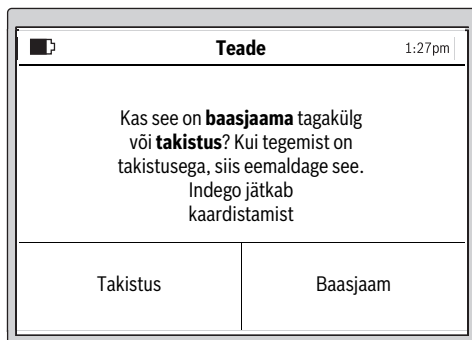 Teade 1:27pm
Kas see on baasjaama tagakülg
või takistus? Kui tegemist on
takistusega, siis eemaldage see.
Indego jätkab
kaardistamist
Takistus Baasjaam